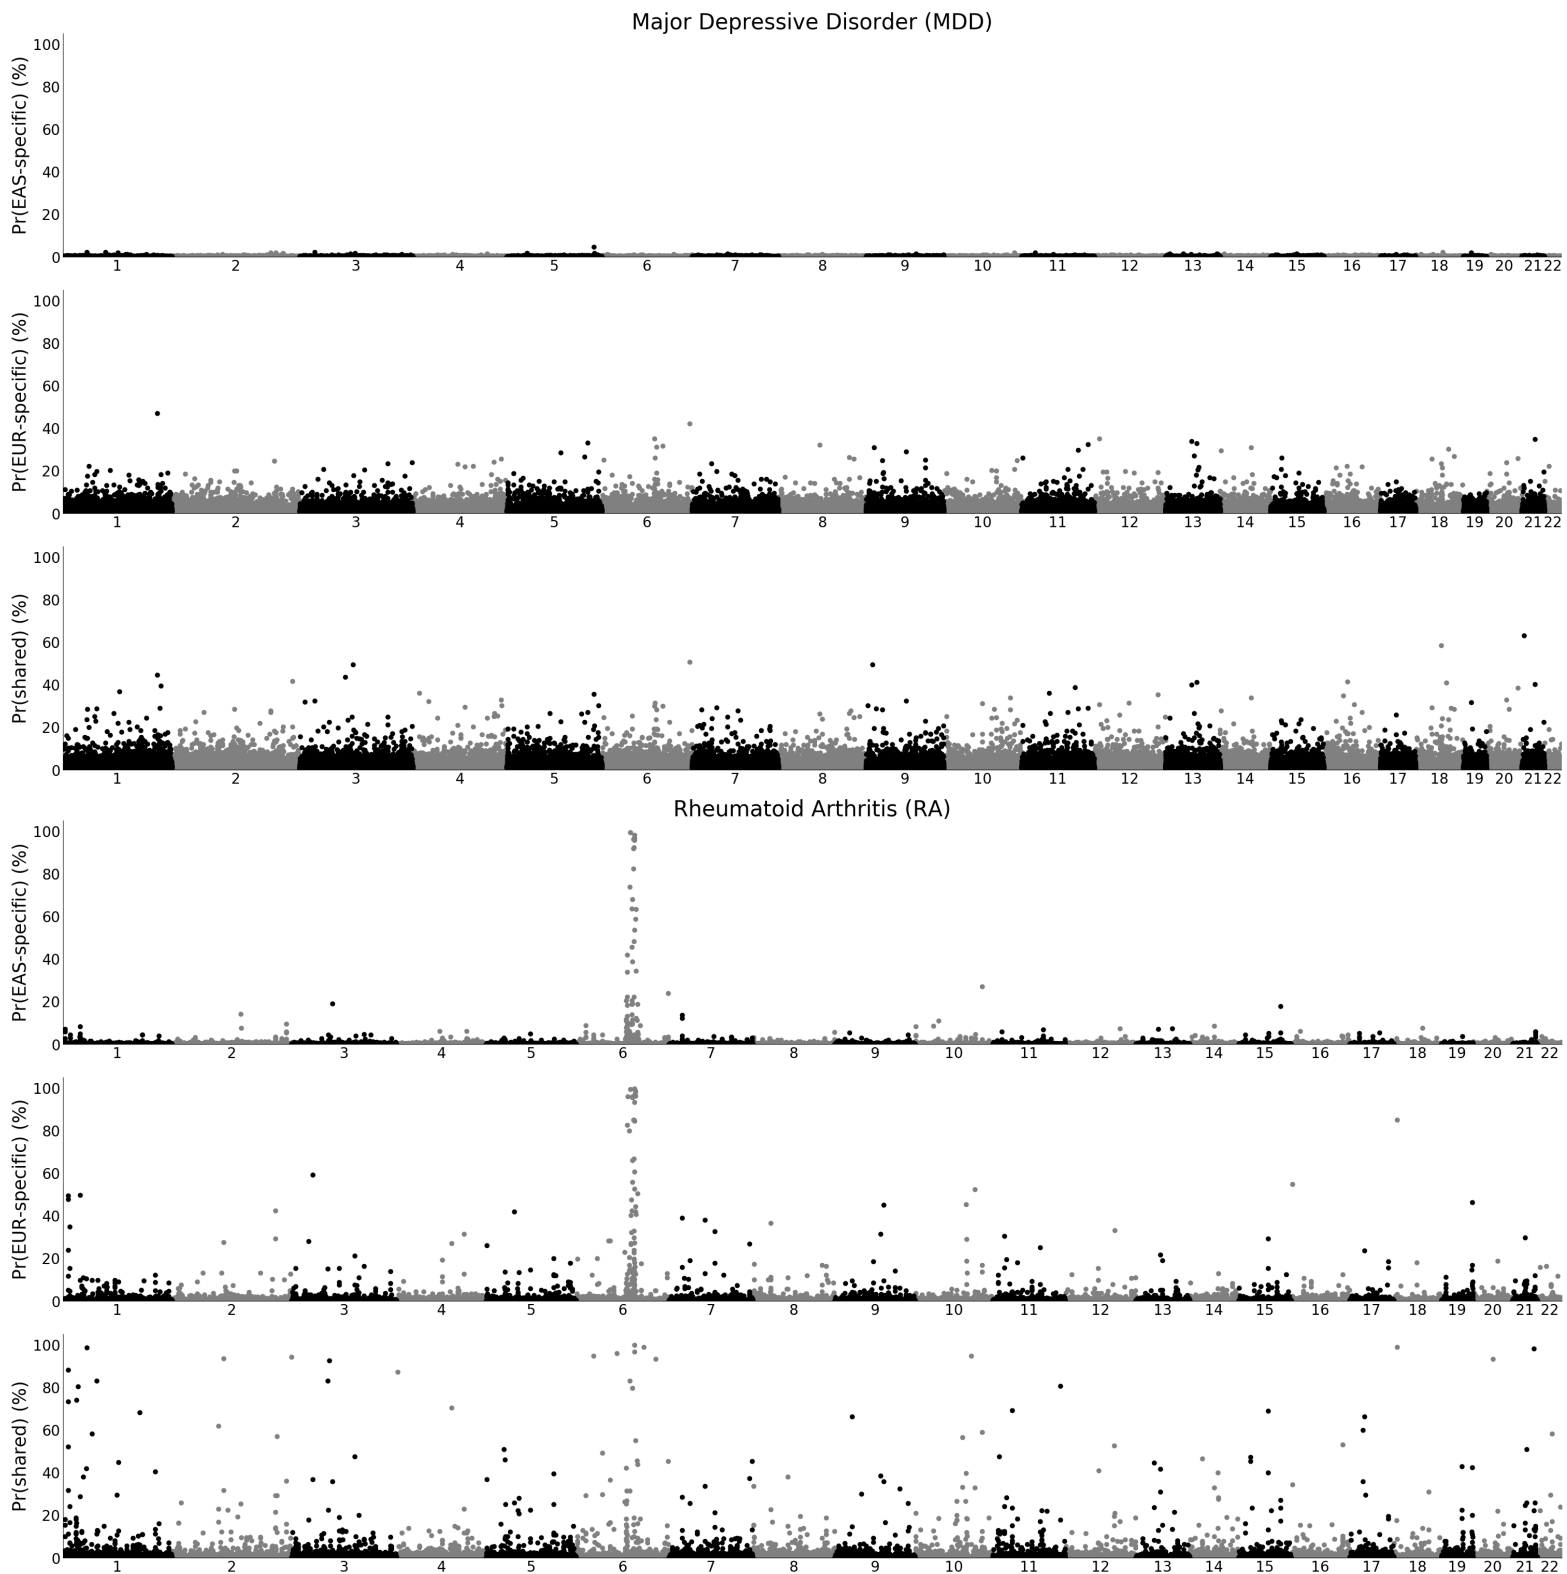 Major Depressive Disorder (MDD)
Pr(EAS-specific) (%)
100
80
60
40
20
0
1 2 3 4 5 6 7 8 9 10 11 12 13 14 15 16 17 18 19 20 21 22
Pr(EUR-specific) (%)
100
80
60
40
20
0
1 2 3 4 5 6 7 8 9 10 11 12 13 14 15 16 17 18 19 20 21 22
Pr(shared) (%)
100
80
60
40
20
0
1 2 3 4 5 6 7 8 9 10 11 12 13 14 15 16 17 18 19 20 21 22
Rheumatoid Arthritis (RA)
Pr(EAS-specific) (%)
100
80
60
40
20
0
1 2 3 4 5 6 7 8 9 10 11 12 13 14 15 16 17 18 19 20 21 22
Pr(EUR-specific) (%)
100
80
60
40
20
0
1 2 3 4 5 6 7 8 9 10 11 12 13 14 15 16 17 18 19 20 21 22
Pr(shared) (%)
100
80
60
40
20
0
1 2 3 4 5 6 7 8 9 10 11 12 13 14 15 16 17 18 19 20 21 22